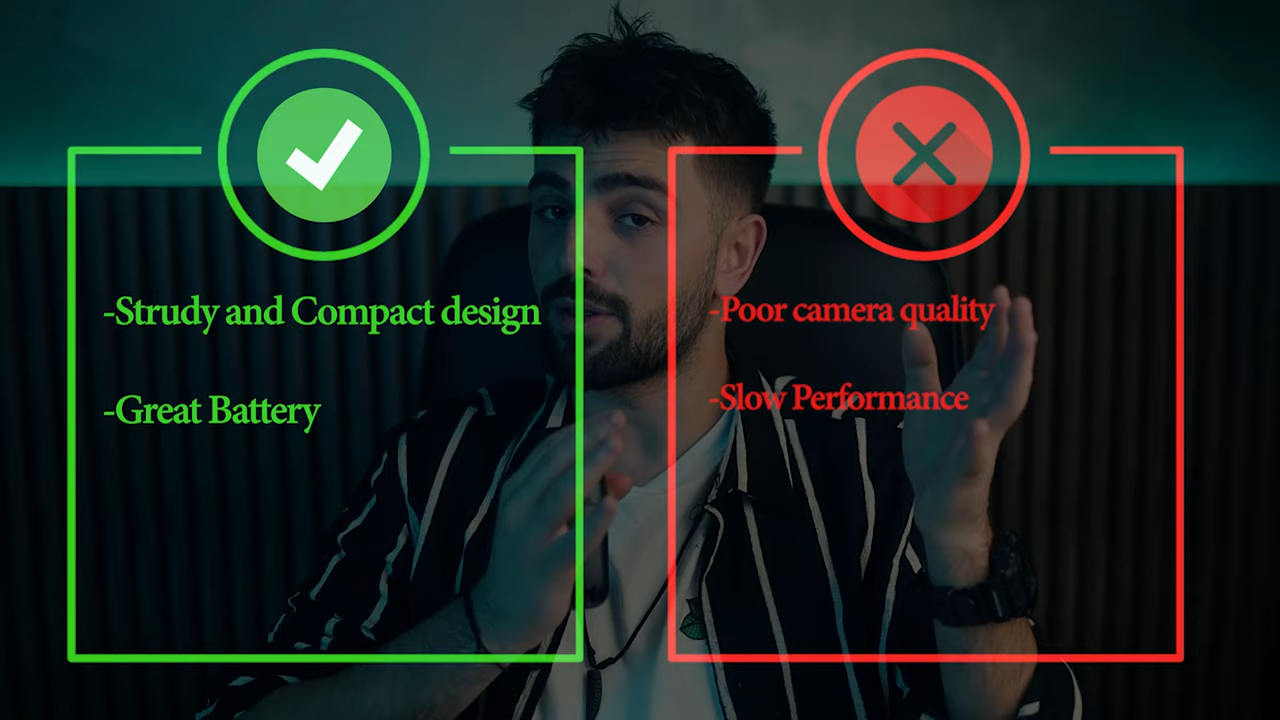 -Strudy and Compact design
-Great Battery
-Poor camera quality
-Slow Performance